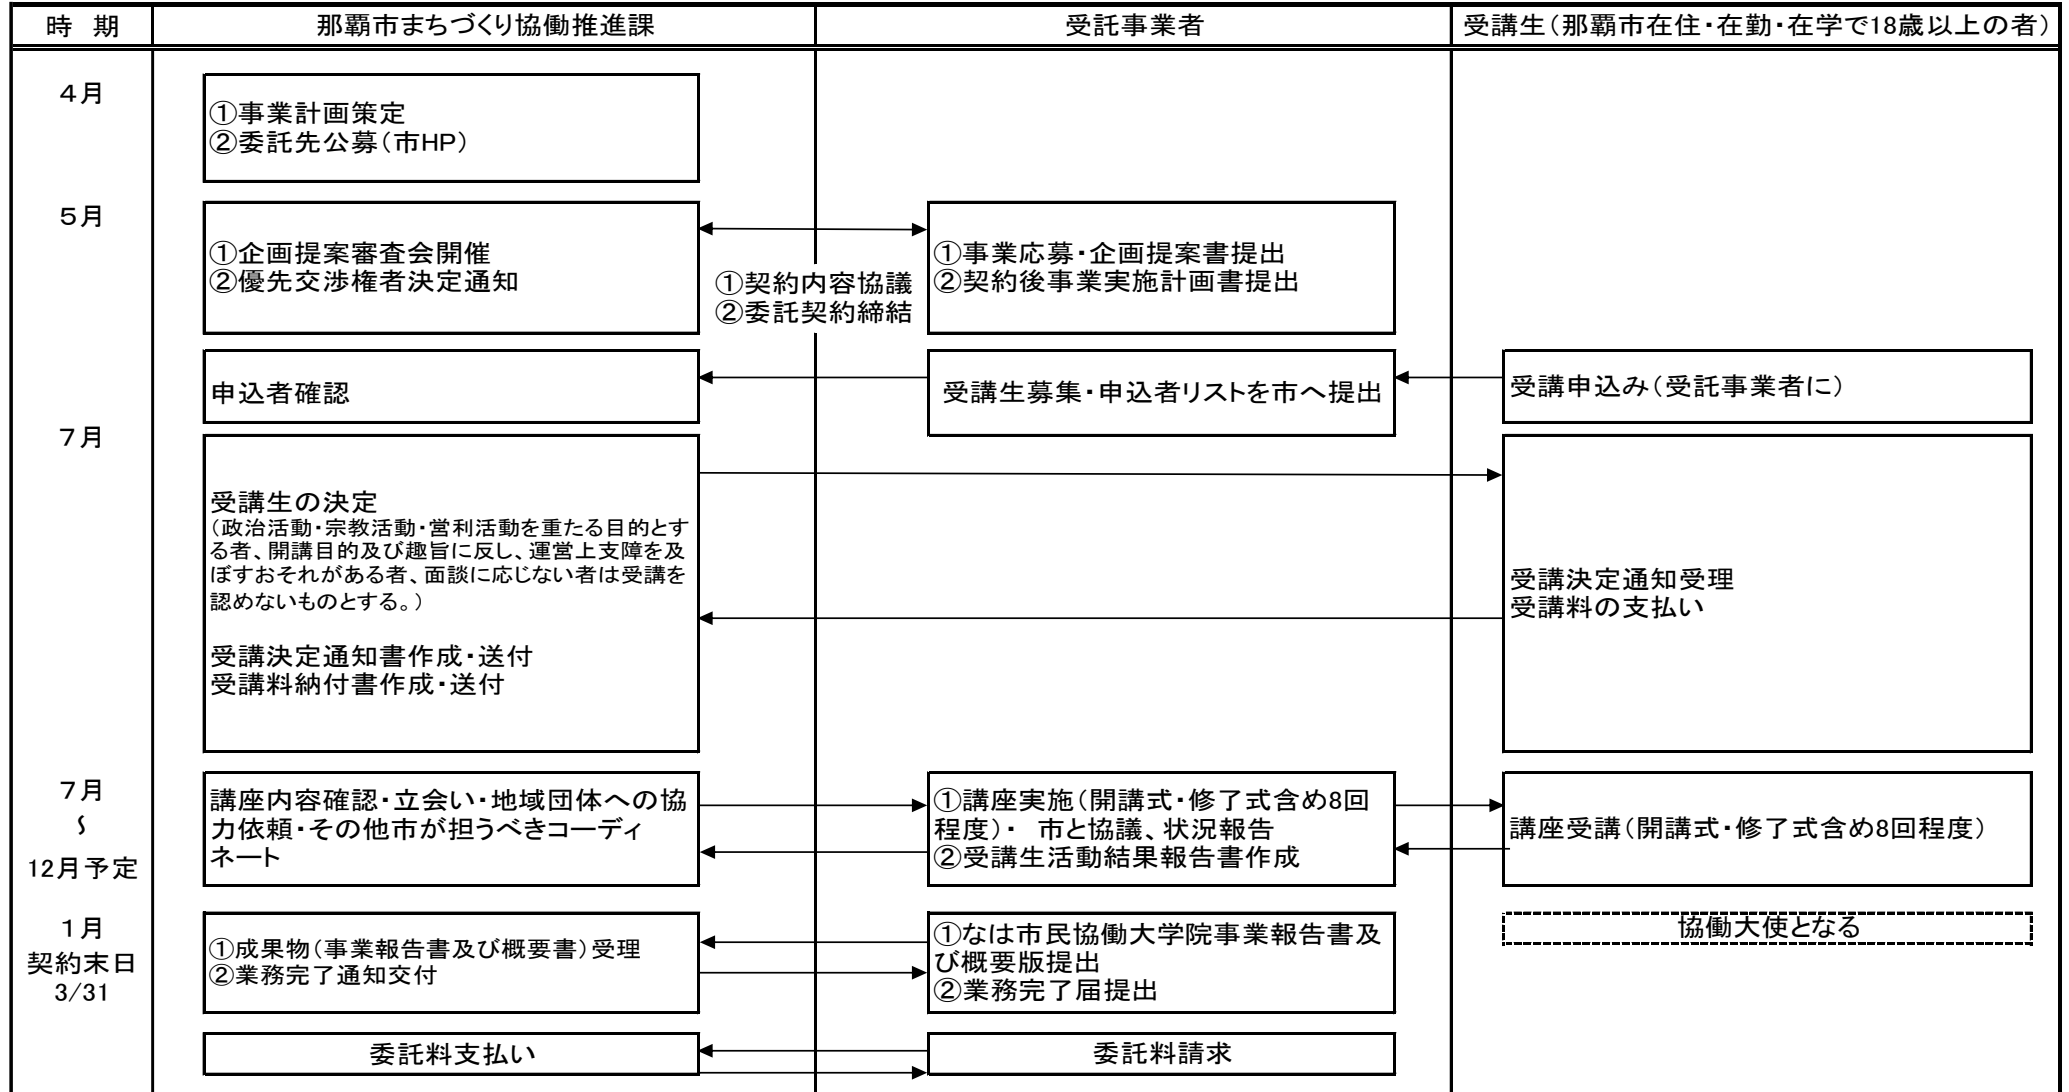 時 期
那覇市まちづくり協働推進課
受託事業者
受講生（那覇市在住・在勤・在学で18歳以上の者）
４月
①事業計画策定
②委託先公募（市HP）
５月
①企画提案審査会開催
②優先交渉権者決定通知
①契約内容協議
②委託契約締結
①事業応募・企画提案書提出
②契約後事業実施計画書提出
申込者確認
受講生募集・申込者リストを市へ提出
受講申込み（受託事業者に）
７月
受講生の決定
（政治活動・宗教活動・営利活動を重たる目的とす
る者、開講目的及び趣旨に反し、運営上支障を及
ぼすおそれがある者、面談に応じない者は受講を
認めないものとする。）
受講決定通知書作成・送付
受講料納付書作成・送付
受講決定通知受理
受講料の支払い
７月
～
12月予定
講座内容確認・立会い・地域団体への協
力依頼・その他市が担うべきコーディ
ネート
①講座実施（開講式・修了式含め8回
程度）・ 市と協議、状況報告
②受講生活動結果報告書作成
講座受講（開講式・修了式含め8回程度）
１月
契約末日
3/31
①成果物（事業報告書及び概要書）受理
②業務完了通知交付
①なは市民協働大学院事業報告書及
び概要版提出
②業務完了届提出
協働大使となる
委託料支払い
委託料請求